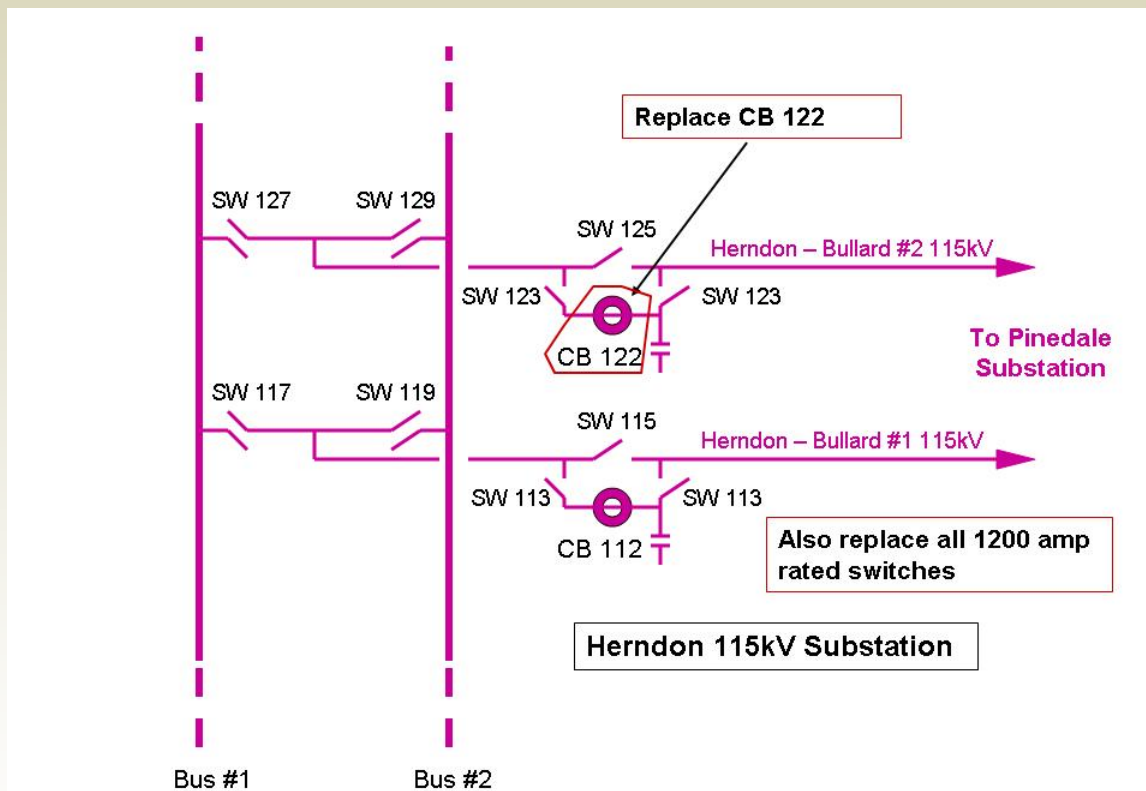 Replace CB 122
SW 127
SW 129
SW 125
Herndon – Bullard #2 115kV
SW 123
SW 123
CB 122
To Pinedale
Substation
SW 117
SW 119
SW 115
Herndon – Bullard #1 115kV
SW 113
SW 113
CB 112
Also replace all 1200 amp
rated switches
Herndon 115kV Substation
Bus #1
Bus #2